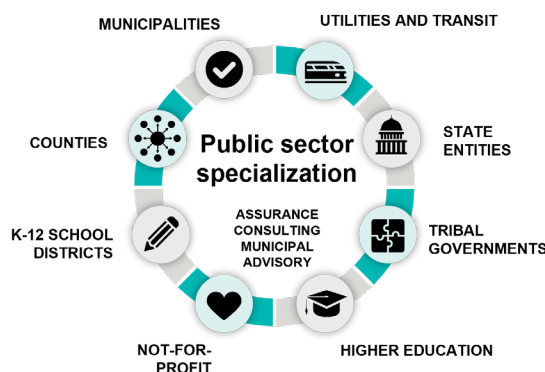 MUNICIPALITIES
UTILITIES AND TRANSIT
COUNTIES
STATE
ENTITIES
Public sector
specialization
K-12 SCHOOL
DISTRICTS
ASSURANCE
CONSULTING
MUNICIPAL
ADVISORY
TRIBAL
GOVERNMENTS
NOT-FOR-
PROFIT
HIGHER EDUCATION